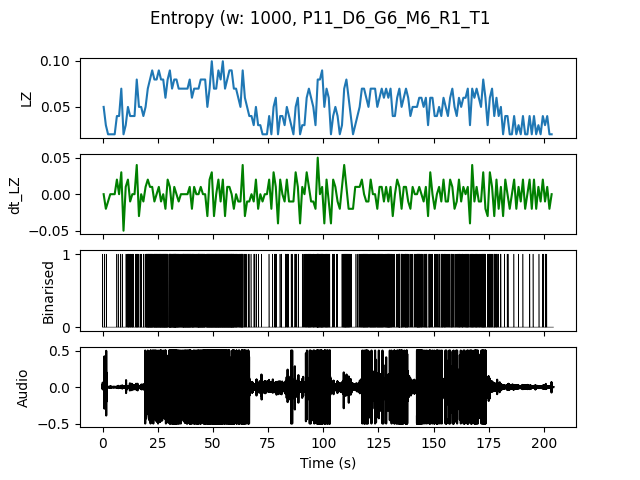 Entropy (w: 1000, P11_D6_G6_M6_R1_T1
0.10
0.05
LZ
0.05
0.00
−0.05
dt_LZ
1
0
Binarised
0.5
0.0
−0.5
Audio
0 25 50 75 100 125 150 175 200
Time (s)